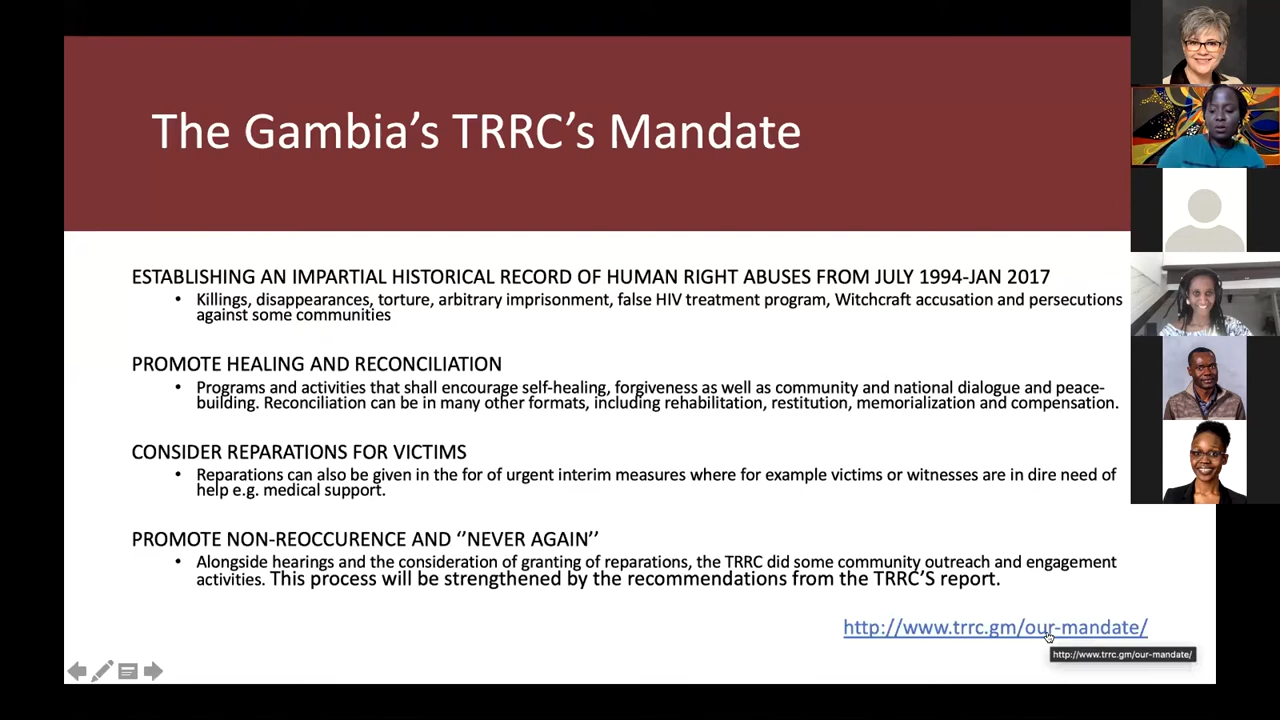 The Gambia’s TRRC’s Mandate
ESTABLISHING AN IMPARTIAL HISTORICAL RECORD OF HUMAN RIGHT ABUSES FROM JULY 1994-JAN 2017
• Killings, disappearances, torture, arbitrary imprisonment, false HIV treatment program, Witchcraft accusation and persecutions
against some communities
PROMOTE HEALING AND RECONCILIATION
• Programs and activities that shall encourage self-healing, forgiveness as well as community and national dialogue and peace-
building. Reconciliation can be in many other formats, including rehabilitation, restitution, memorialization and compensation.
CONSIDER REPARATIONS FOR VICTIMS
• Reparations can also be given in the for of urgent interim measures where for example victims or witnesses are in dire need of
help e.g. medical support.
PROMOTE NON-REOCCURENCE AND ‘’NEVER AGAIN’’
• Alongside hearings and the consideration of granting of reparations, the TRRC did some community outreach and engagement
activities. This process will be strengthened by the recommendations from the TRRC’S report.
http://www.trrc.gm/our-mandate/
http://www.trrc.gm/our-mandate/